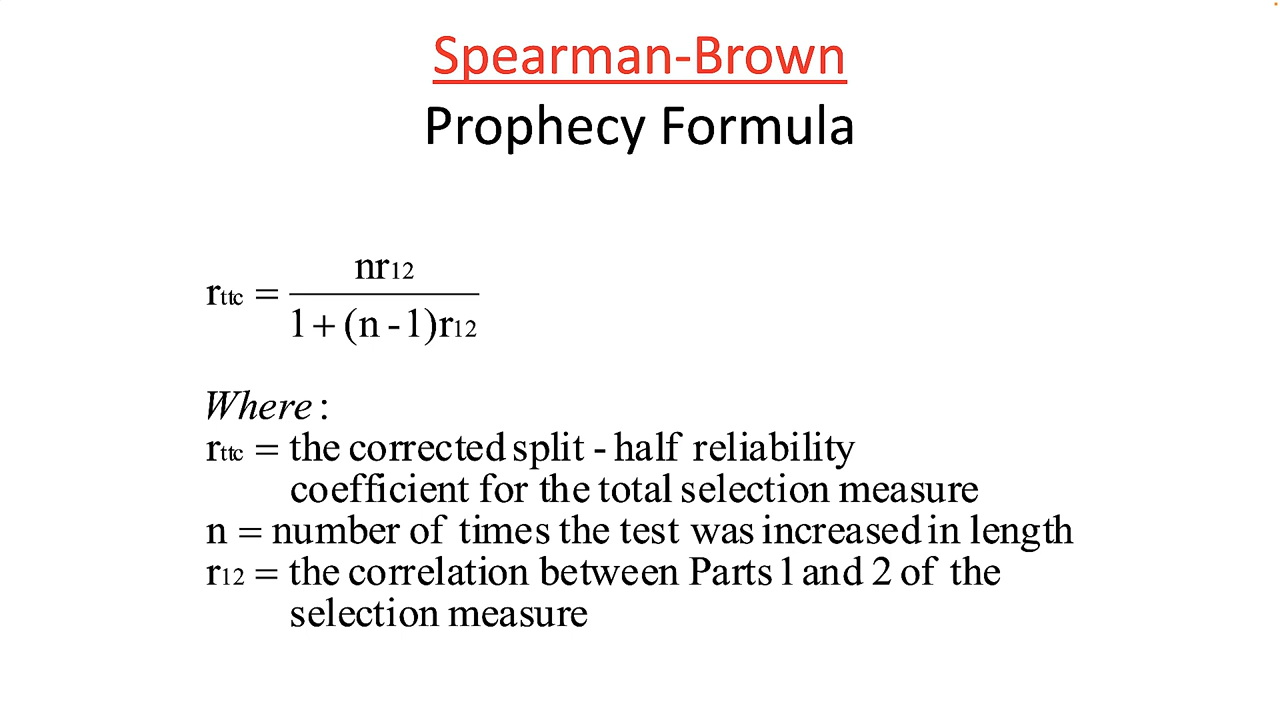 Spearman-Brown
Prophecy Formula
rttc = nr12 / 1 + (n - 1)r12
Where :
rttc = the corrected split - half reliability
coefficient for the total selection measure
n = number of times the test was increased in length
r12 = the correlation between Parts 1 and 2 of the
selection measure